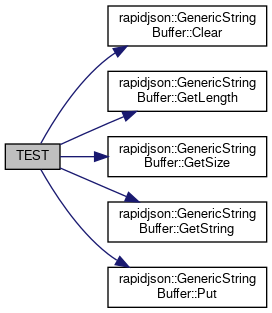 TEST
rapidjson::GenericString
Buffer::Clear
rapidjson::GenericString
Buffer::GetLength
rapidjson::GenericString
Buffer::GetSize
rapidjson::GenericString
Buffer::GetString
rapidjson::GenericString
Buffer::Put